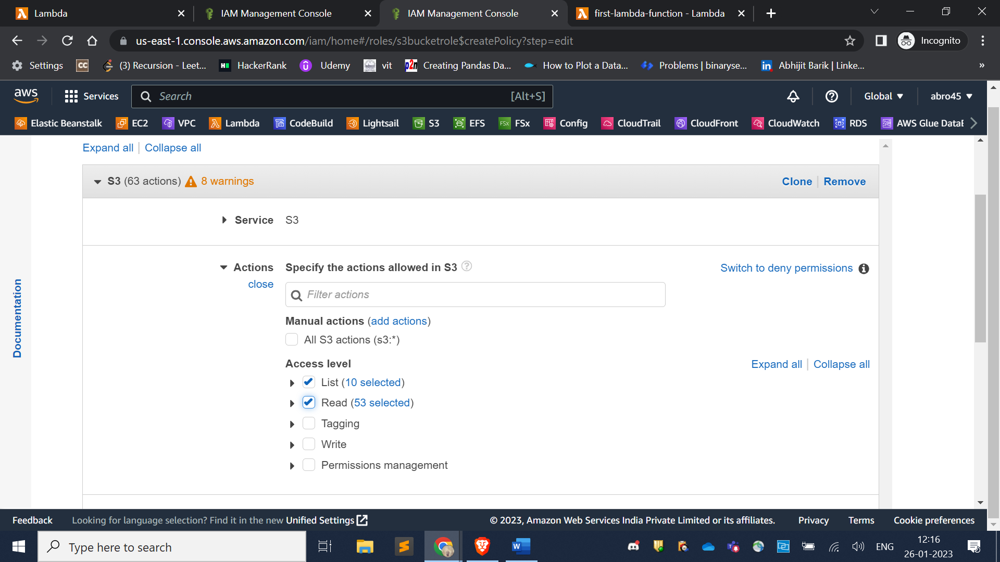 Lambda
IAM Management Console
IAM Management Console
first-lambda-function - Lambda
us-east-1.console.aws.amazon.com/iam/home#/roles/s3bucketrole$createPolicy?step=edit
Incognito
Settings
CC
(3) Recursion - Leet...
HackerRank
Udemy
vit
p2n
Creating Pandas Da...
How to Plot a Data...
Problems | binaryse...
in
Abhijit Barik | Linke...
»
aws
Services
Search
[Alt+S]
Global
abro45
Elastic Beanstalk
EC2
VPC
Lambda
CodeBuild
Lightsail
S3
EFS
FSx
FSx
Config
CloudTrail
CloudFront
CloudWatch
RDS
AWS Glue DataB
Documentation
Expand all | Collapse all
S3 (63 actions) 8 warnings
Clone | Remove
Service S3
Actions Specify the actions allowed in S3
close
Switch to deny permissions
Filter actions
Manual actions (add actions)
All S3 actions (s3:*)
Access level
Expand all | Collapse all
List (10 selected)
Read (53 selected)
Tagging
Write
Permissions management
Feedback
Looking for language selection? Find it in the new Unified Settings
© 2023, Amazon Web Services India Private Limited or its affiliates.
Privacy
Terms
Cookie preferences
Type here to search
ENG
12:16
26-01-2023